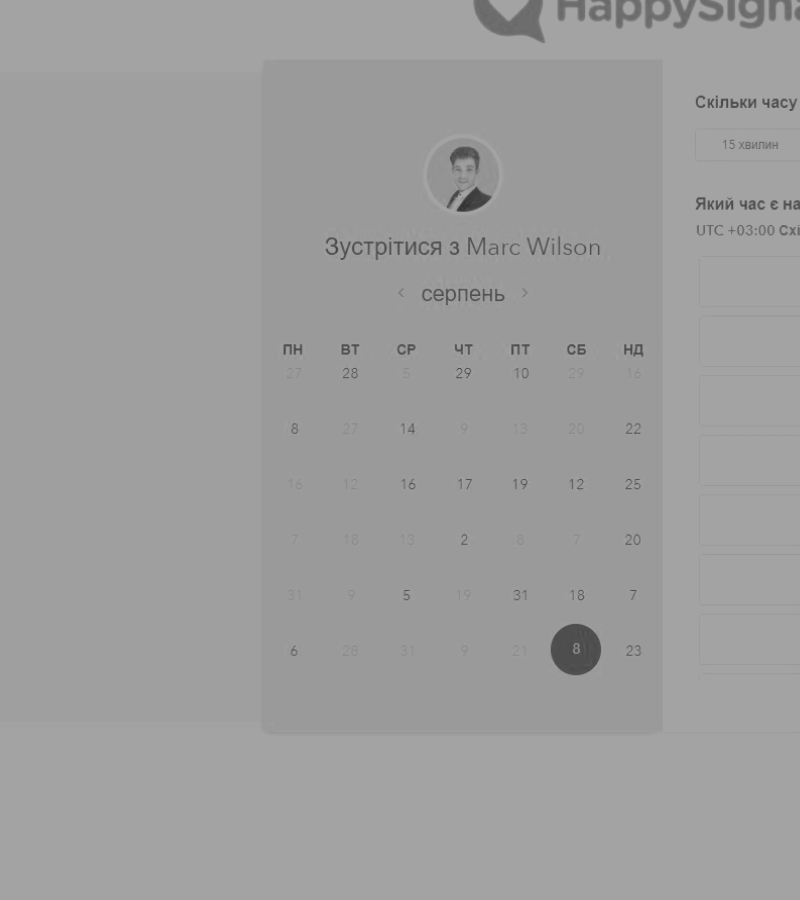 HappySigna
Скільки часу
15 хвилин
Зустрітися з Marc Wilson
серпень
Який час є на
UTC +03:00 Схі
ПН ВТ СР ЧТ ПТ СБ НД
27 28 5 29 10 29 16
8 27 14 9 13 20 22
16 12 16 17 19 12 25
7 18 13 2 8 7 20
31 9 5 19 31 18 7
6 28 31 9 21 8 23